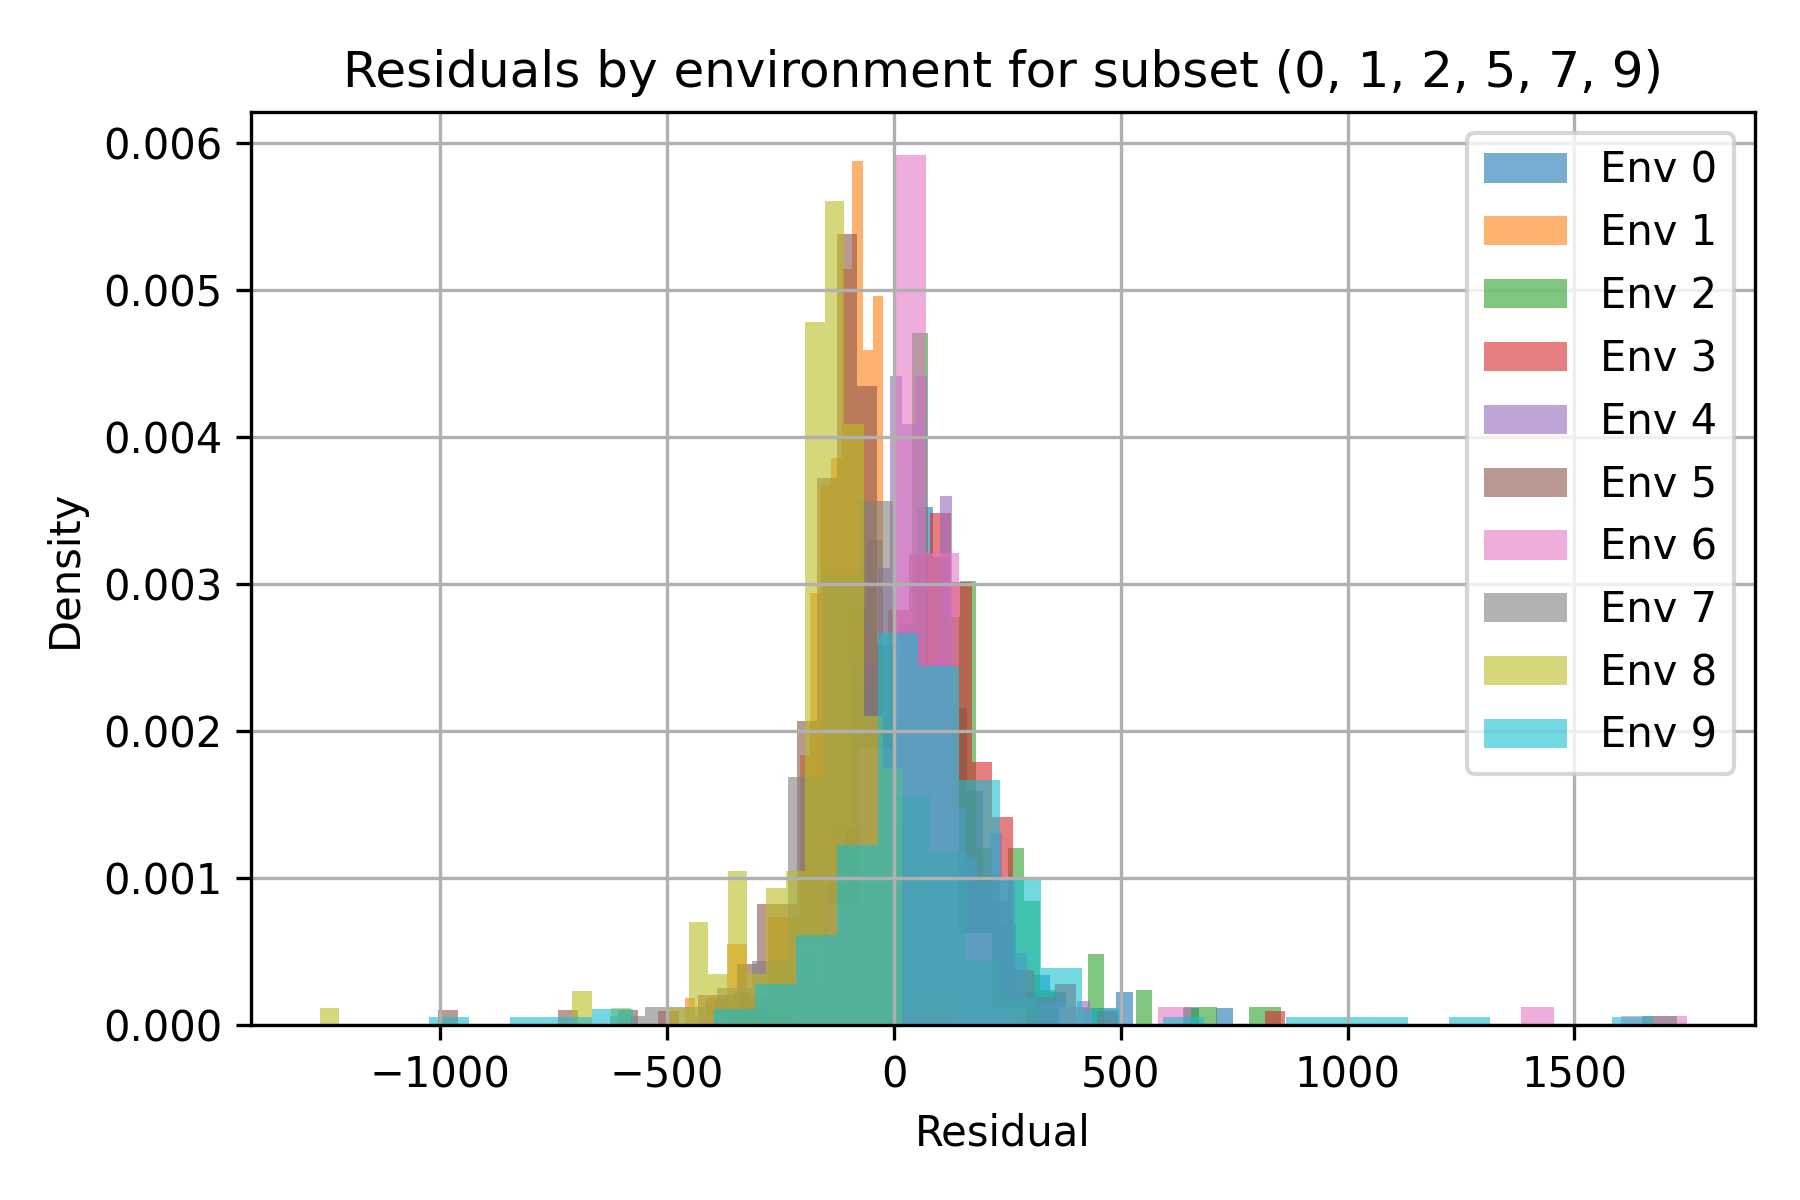 Residuals by environment for subset (0, 1, 2, 5, 7, 9)
0.006
0.005
0.004
0.003
0.002
0.001
0.000
Density
Env 0
Env 1
Env 2
Env 3
Env 4
Env 5
Env 6
Env 7
Env 8
Env 9
−1000
−500
0
500
1000
1500
Residual